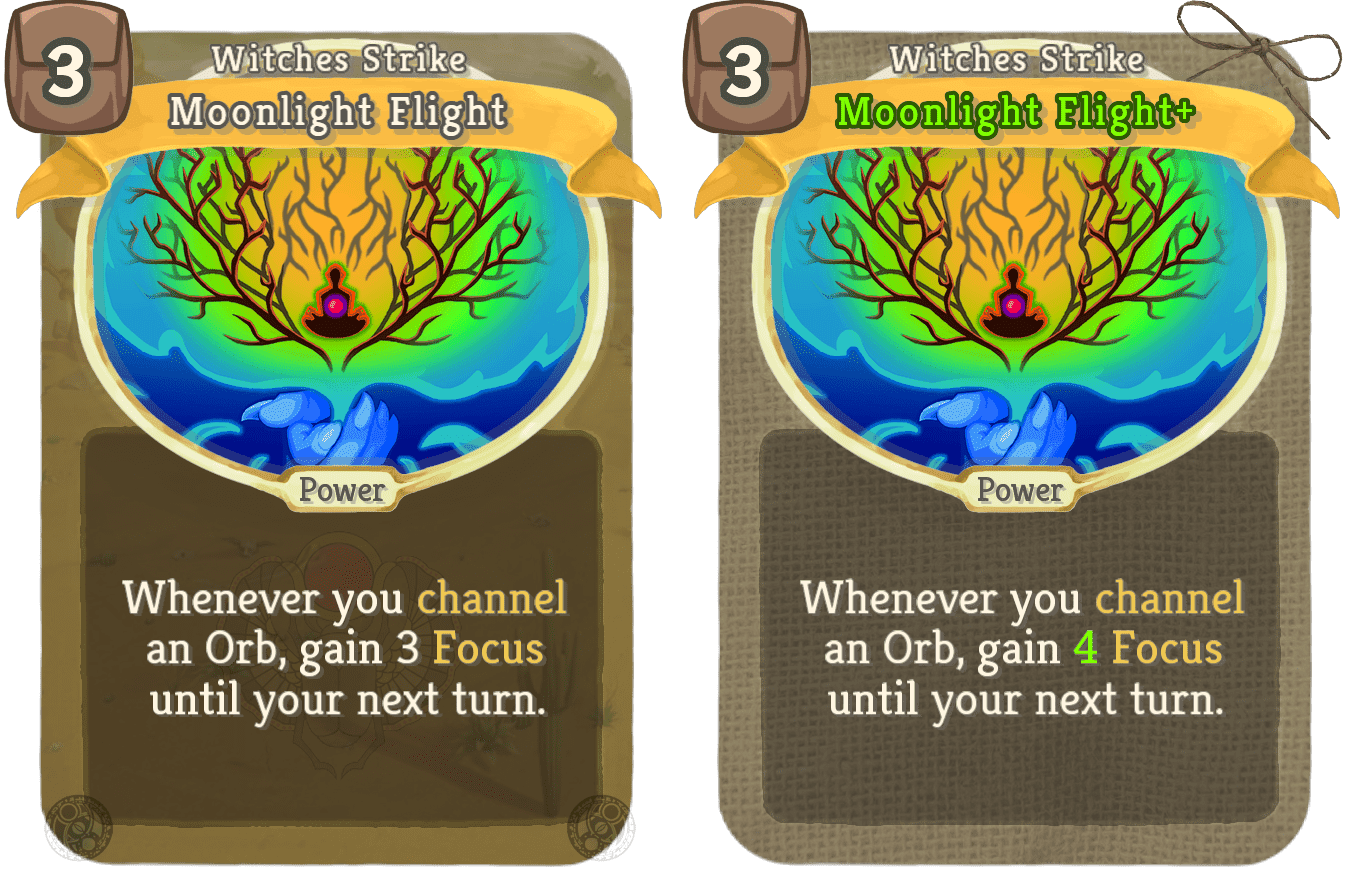 3
Witches Strike
Moonlight Flight
Power
Whenever you channel
an Orb, gain 3 Focus
until your next turn.
3
Witches Strike
Moonlight Flight+
Power
Whenever you channel
an Orb, gain 4 Focus
until your next turn.